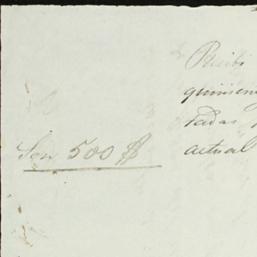 Recibi
quinien
tadas
actual
Son 500 $